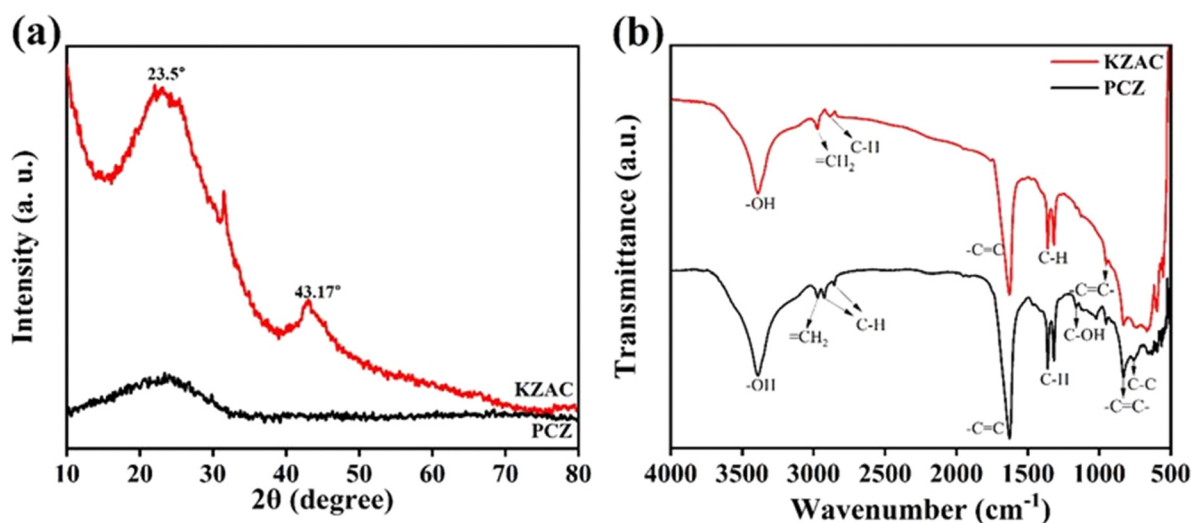 (a)
23.5°
43.17°
KZAC
PCZ
Intensity (a. u.)
10 20 30 40 50 60 70 80
2θ (degree)
(b)
KZAC
PCZ
C-H
=CH₂
-OH
-C=C
C-H
-C=C-
C-OH
=CH₂
C-H
-OH
C-H
C-C
-C=C-
-C=C
Transmittance (a.u.)
4000 3500 3000 2500 2000 1500 1000 500
Wavenumber (cm⁻¹)